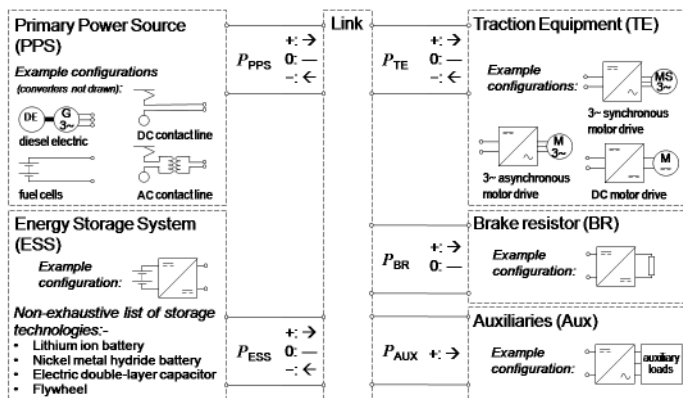 Primary Power Source
(PPS)
Example configurations
(converters not drawn):
DE
G
3~
diesel electric
DC contact line
fuel cells
AC contact line
P_PPS
+: →
0: —
–: ←
Link
P_TE
+: →
0: —
–: ←
Traction Equipment (TE)
Example
configurations:
MS
3~
3~ synchronous
motor drive
M
3~
3~ asynchronous
motor drive
M
DC motor drive
Energy Storage System
(ESS)
Example
configuration:
Non-exhaustive list of storage
technologies:-
• Lithium ion battery
• Nickel metal hydride battery
• Electric double-layer capacitor
• Flywheel
P_ESS
+: →
0: —
–: ←
P_BR
+: →
0: —
Brake resistor (BR)
Example
configuration:
P_AUX +: →
Auxiliaries (Aux)
Example
configuration:
auxiliary
loads